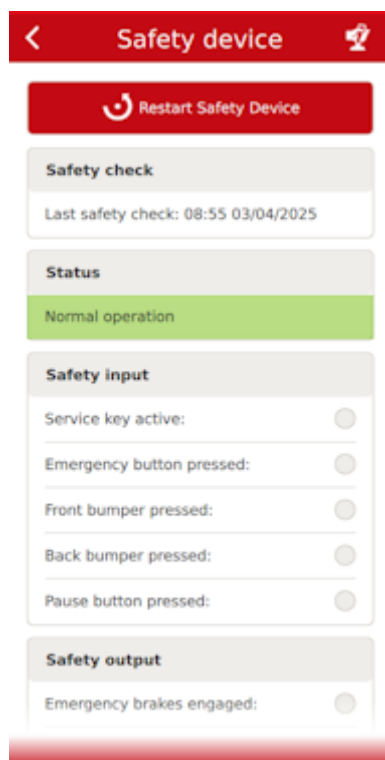 Safety device
Restart Safety Device
Safety check
Last safety check: 08:55 03/04/2025
Status
Normal operation
Safety input
Service key active:
Emergency button pressed:
Front bumper pressed:
Back bumper pressed:
Pause button pressed:
Safety output
Emergency brakes engaged: